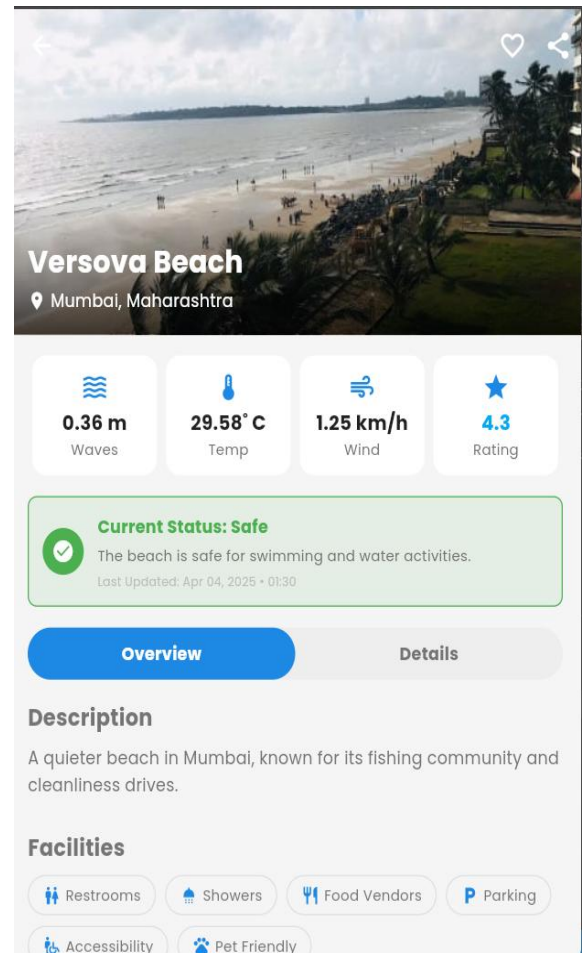 Versova Beach
Mumbai, Maharashtra
0.36 m
Waves
29.58° C
Temp
1.25 km/h
Wind
4.3
Rating
Current Status: Safe
The beach is safe for swimming and water activities.
Last Updated: Apr 04, 2025 • 01:30
Overview
Details
Description
A quieter beach in Mumbai, known for its fishing community and
cleanliness drives.
Facilities
Restrooms
Showers
Food Vendors
P Parking
Accessibility
Pet Friendly